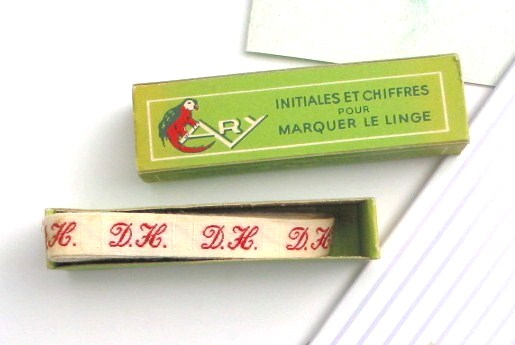 ARY
INITIALES ET CHIFFRES
POUR
MARQUER LE LINGE
D.H. D.H. D.H. D.H